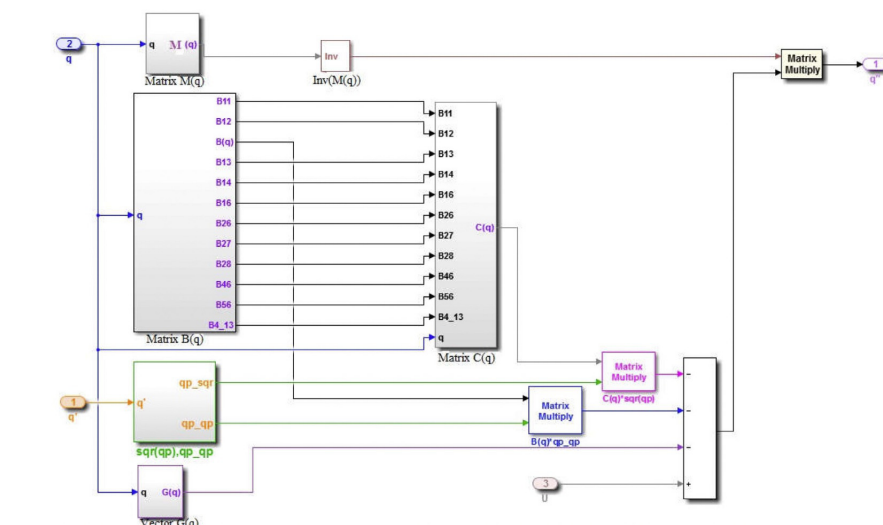 2
q
q
M (q)
Matrix M(q)
Inv
Inv(M(q))
Matrix
Multiply
1
q''
q
B11
B12
B(q)
B13
B14
B16
B26
B27
B28
B46
B56
B4_13
Matrix B(q)
B11
B12
B13
B14
B16
B26
B27
B28
B46
B56
B4_13
q
C(q)
Matrix C(q)
1
q'
q'
qp_sqr
qp_qp
sqr(qp),qp_qp
Matrix
Multiply
C(q)*sqr(qp)
Matrix
Multiply
B(q)*qp_qp
q
G(q)
Vector G(q)
3
U
−
−
−
+